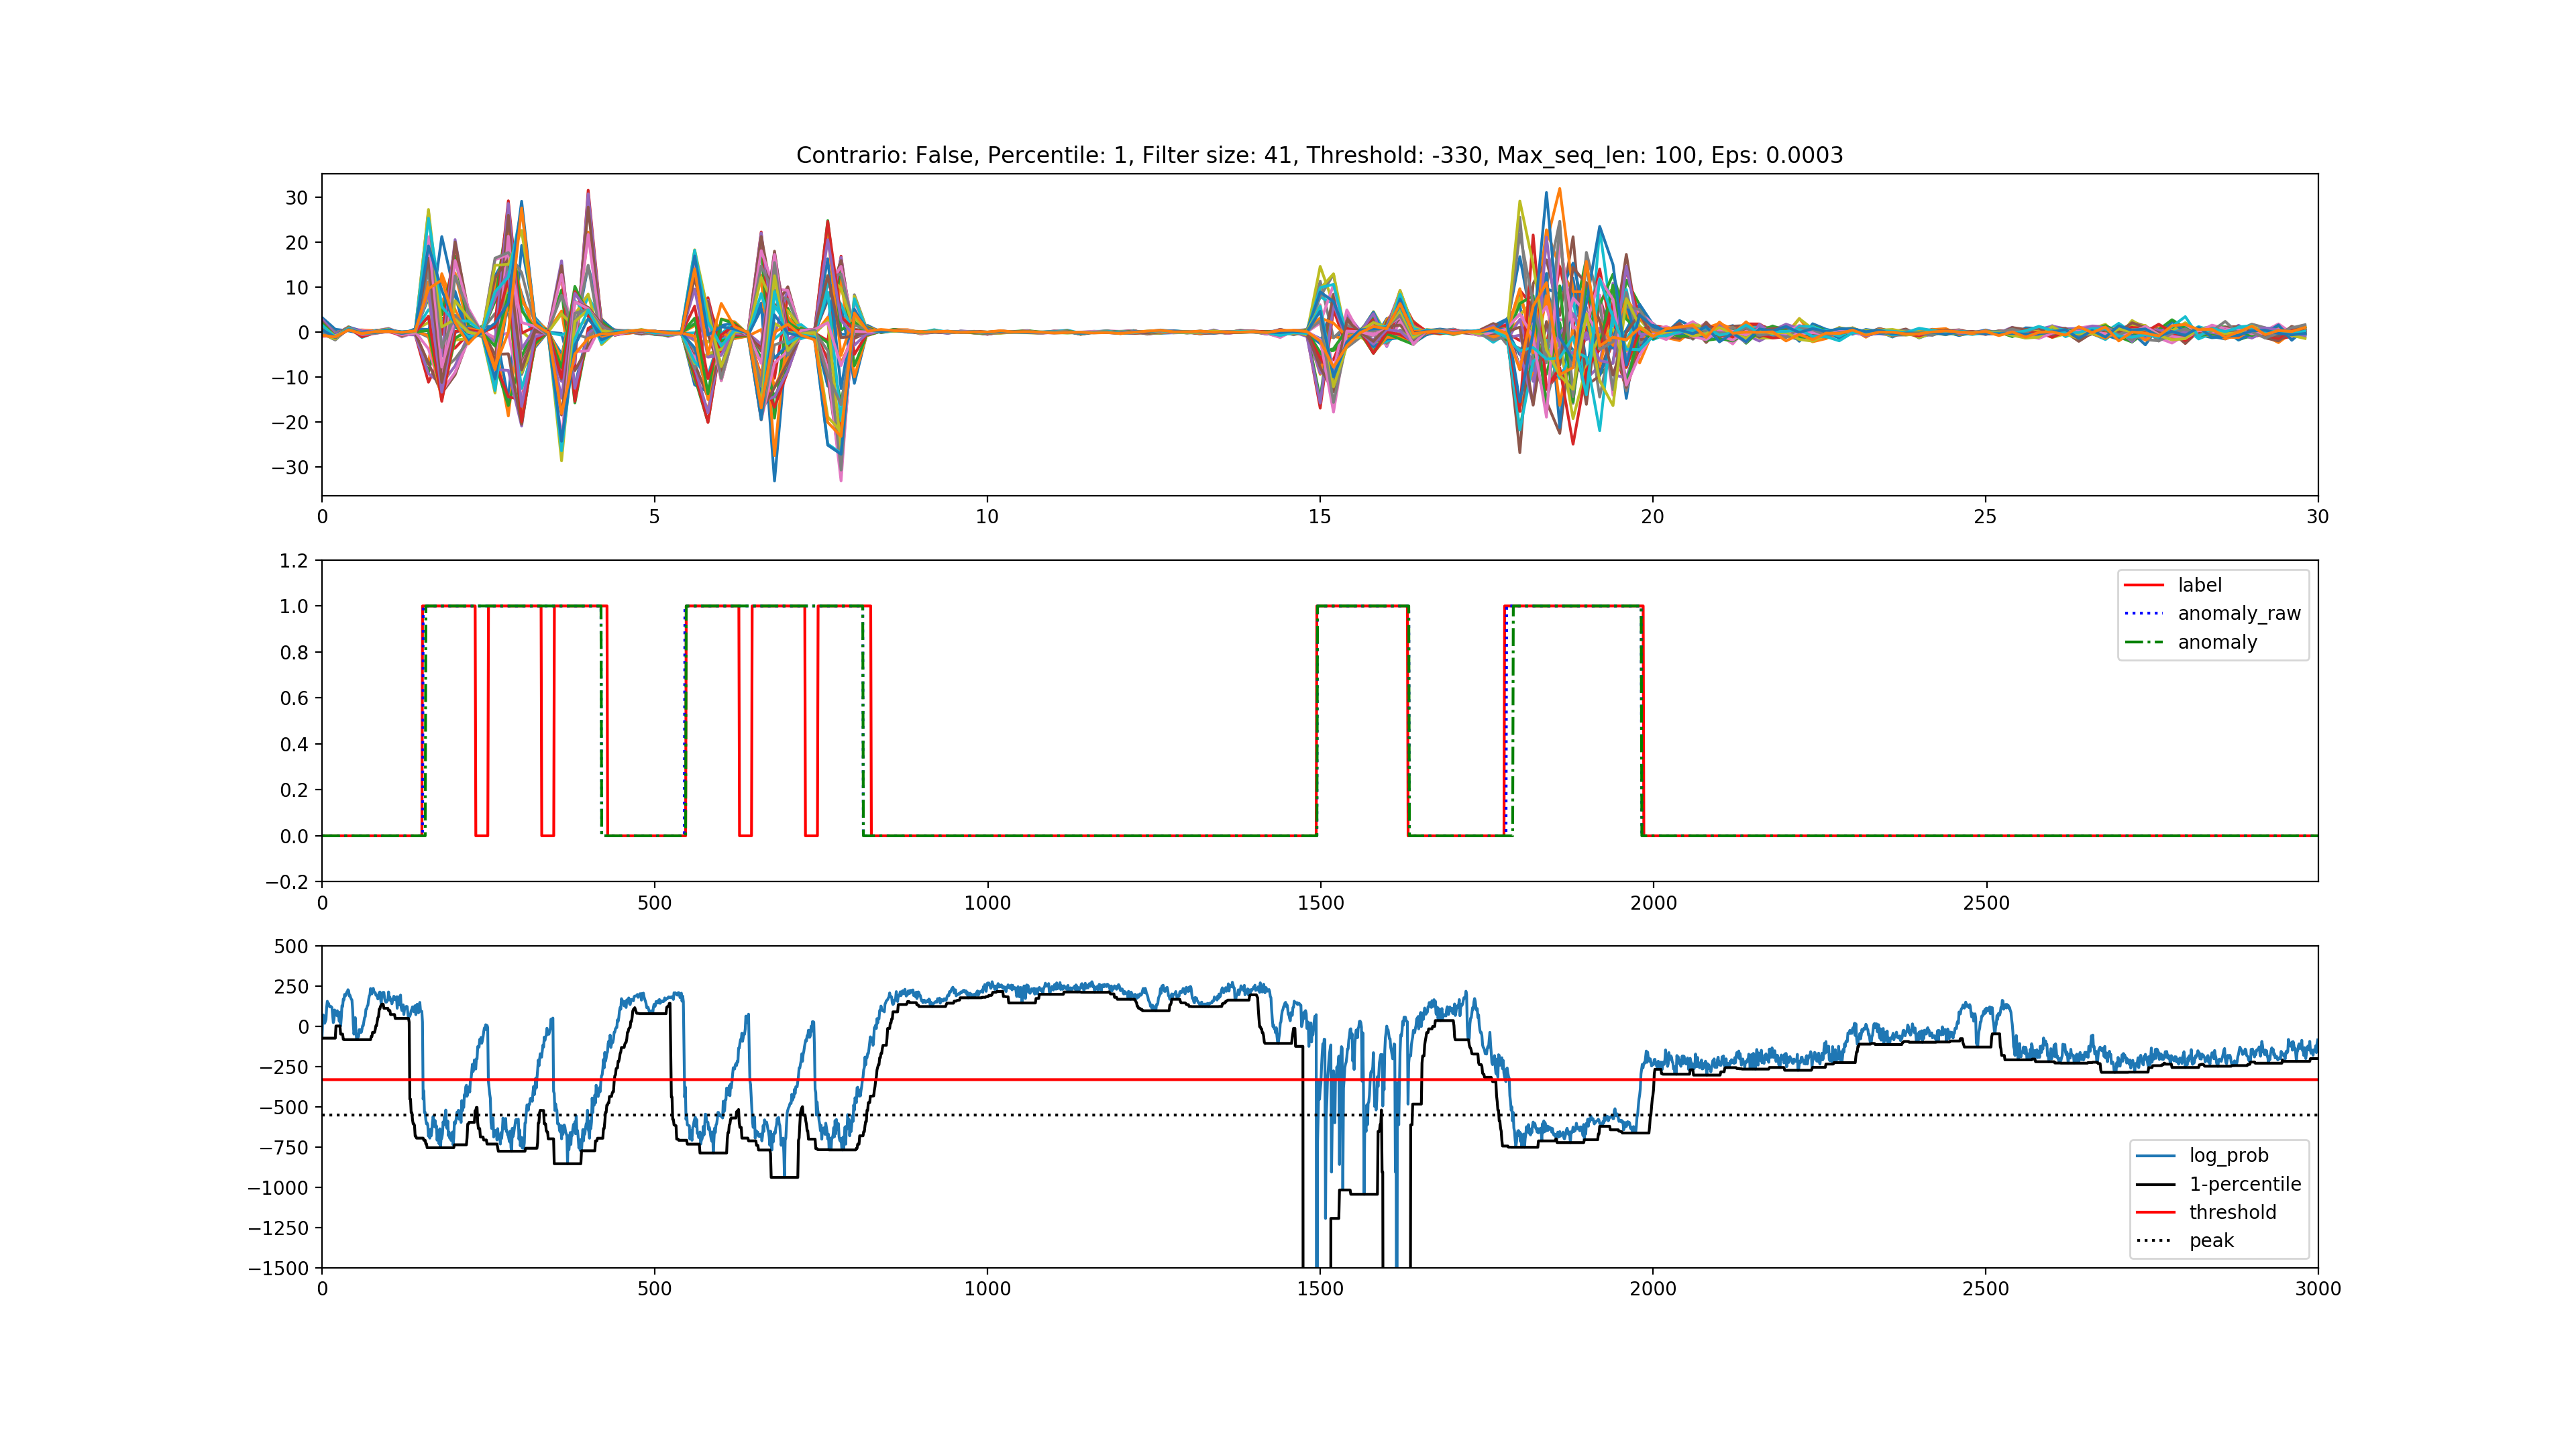 Contrario: False, Percentile: 1, Filter size: 41, Threshold: -330, Max_seq_len: 100, Eps: 0.0003
30
20
10
0
−10
−20
−30
0 5 10 15 20 25 30
1.2
1.0
0.8
0.6
0.4
0.2
0.0
−0.2
label
anomaly_raw
anomaly
0 500 1000 1500 2000 2500
500
250
0
−250
−500
−750
−1000
−1250
−1500
log_prob
1-percentile
threshold
peak
0 500 1000 1500 2000 2500 3000